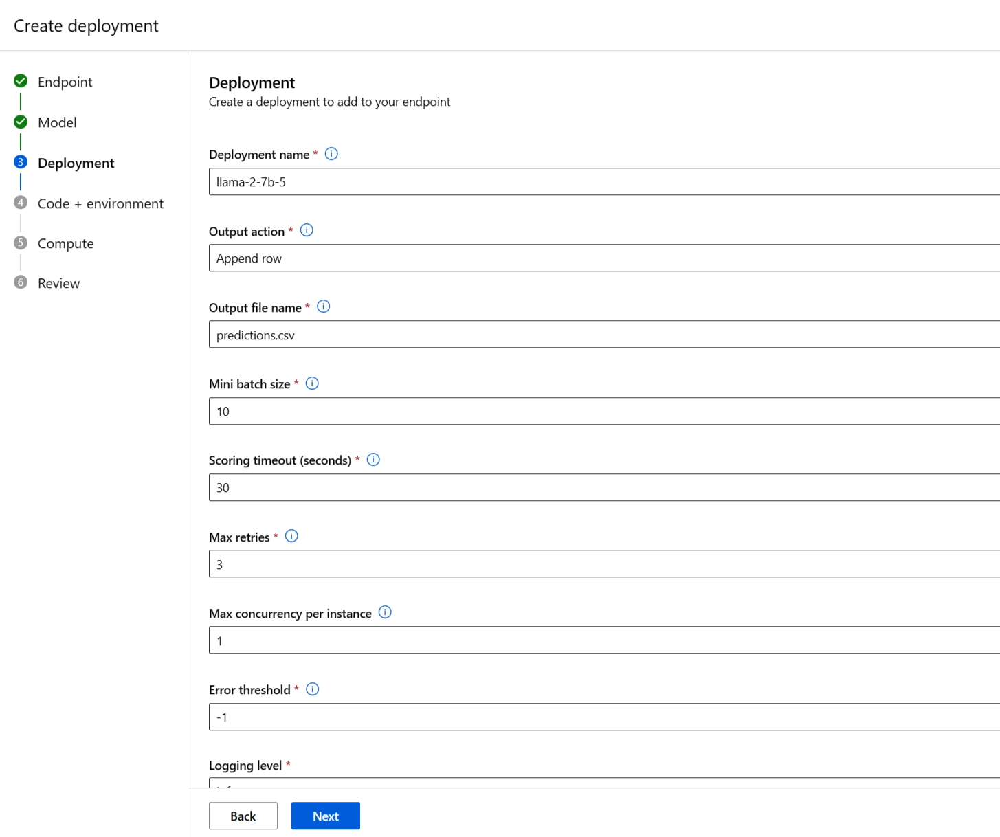 Create deployment
Endpoint
Model
3 Deployment
4 Code + environment
5 Compute
6 Review
Deployment
Create a deployment to add to your endpoint
Deployment name *
llama-2-7b-5
Output action *
Append row
Output file name *
predictions.csv
Mini batch size *
10
Scoring timeout (seconds) *
30
Max retries *
3
Max concurrency per instance
1
Error threshold *
-1
Logging level *
Back Next